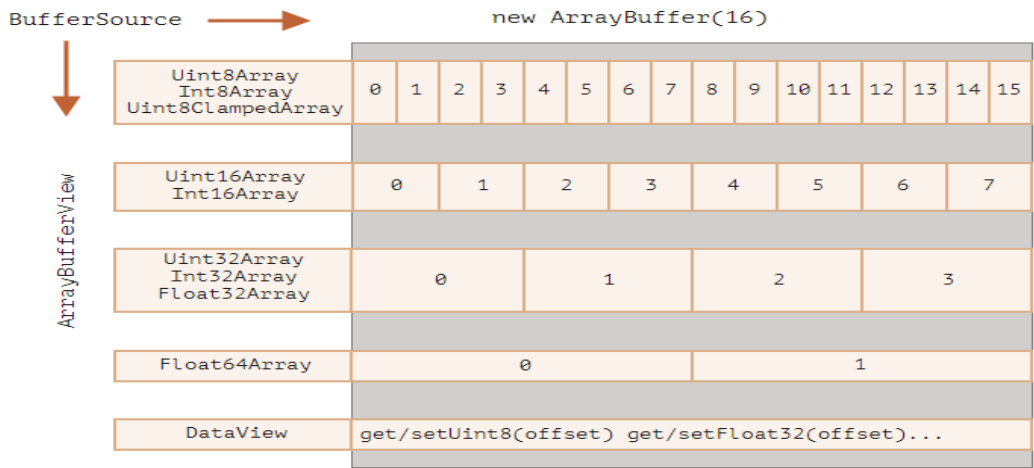 BufferSource
new ArrayBuffer(16)
ArrayBufferView
Uint8Array
Int8Array
Uint8ClampedArray
0 1 2 3 4 5 6 7 8 9 10 11 12 13 14 15
Uint16Array
Int16Array
0 1 2 3 4 5 6 7
Uint32Array
Int32Array
Float32Array
0 1 2 3
Float64Array
0 1
DataView
get/setUint8(offset) get/setFloat32(offset)...